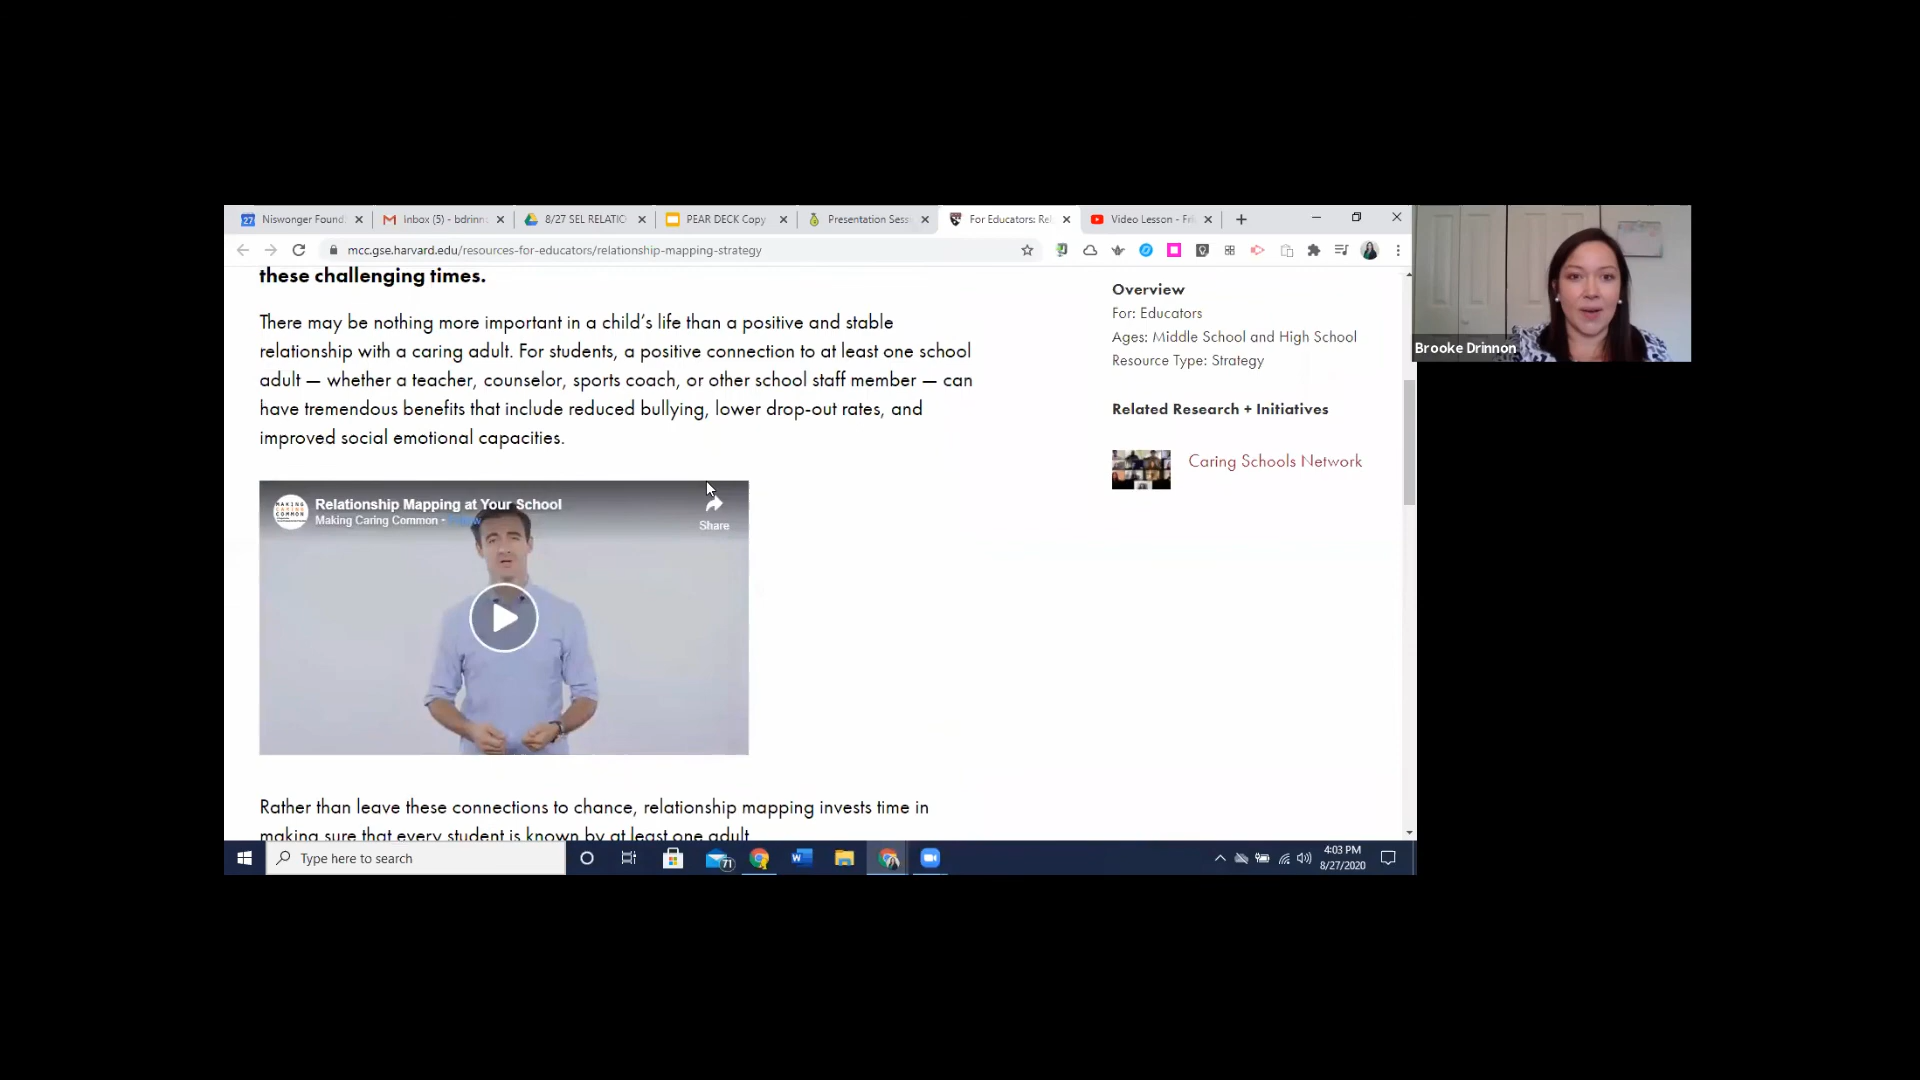 Niswonger Found
Inbox (5) - bdrinn
8/27 SEL RELATIO
PEAR DECK Copy
Presentation Sess
For Educators: Rel
Video Lesson - Fri
mcc.gse.harvard.edu/resources-for-educators/relationship-mapping-strategy
these challenging times.
There may be nothing more important in a child’s life than a positive and stable
relationship with a caring adult. For students, a positive connection to at least one school
adult — whether a teacher, counselor, sports coach, or other school staff member — can
have tremendous benefits that include reduced bullying, lower drop-out rates, and
improved social emotional capacities.
MAKING
CARING
COMMON
Relationship Mapping at Your School
Making Caring Common -
Share
Rather than leave these connections to chance, relationship mapping invests time in
making sure that every student is known by at least one adult
Overview
For: Educators
Ages: Middle School and High School
Resource Type: Strategy
Related Research + Initiatives
Caring Schools Network
Brooke Drinnon
Type here to search
71
4:03 PM
8/27/2020